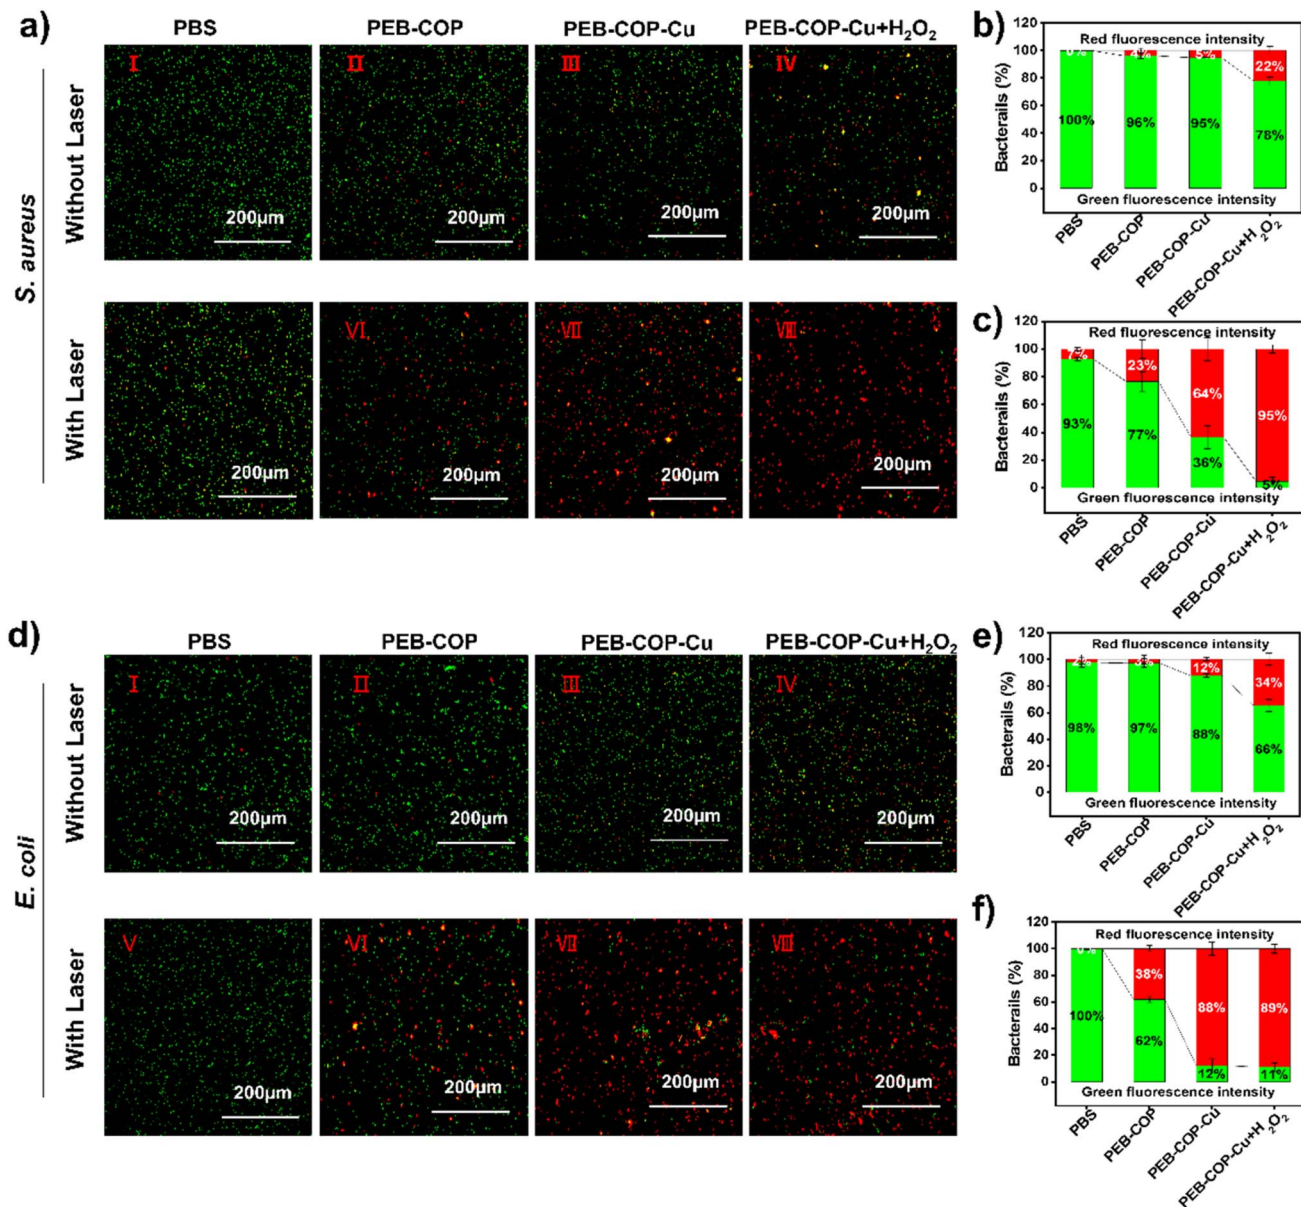 a)
PBS
PEB-COP
PEB-COP-Cu
PEB-COP-Cu+H₂O₂
S. aureus
Without Laser
I
II
III
IV
200μm
200μm
200μm
200μm
With Laser
VI
VII
VIII
200μm
200μm
200μm
200μm
b)
Bacterails (%)
120
100
80
60
40
20
0
Red fluorescence intensity
0%
4%
5%
22%
100%
96%
95%
78%
Green fluorescence intensity
PBS
PEB-COP
PEB-COP-Cu
PEB-COP-Cu+H₂O₂
c)
Bacterails (%)
120
100
80
60
40
20
0
Red fluorescence intensity
7%
23%
64%
95%
93%
77%
36%
5%
Green fluorescence intensity
PBS
PEB-COP
PEB-COP-Cu
PEB-COP-Cu+H₂O₂
d)
PBS
PEB-COP
PEB-COP-Cu
PEB-COP-Cu+H₂O₂
E. coli
Without Laser
I
II
III
IV
200μm
200μm
200μm
200μm
With Laser
V
VI
VII
VIII
200μm
200μm
200μm
200μm
e)
Bacterails (%)
120
100
80
60
40
20
0
Red fluorescence intensity
2%
3%
12%
34%
98%
97%
88%
66%
Green fluorescence intensity
PBS
PEB-COP
PEB-COP-Cu
PEB-COP-Cu+H₂O₂
f)
Bacterails (%)
120
100
80
60
40
20
0
Red fluorescence intensity
0%
38%
88%
89%
100%
62%
12%
11%
Green fluorescence intensity
PBS
PEB-COP
PEB-COP-Cu
PEB-COP-Cu+H₂O₂